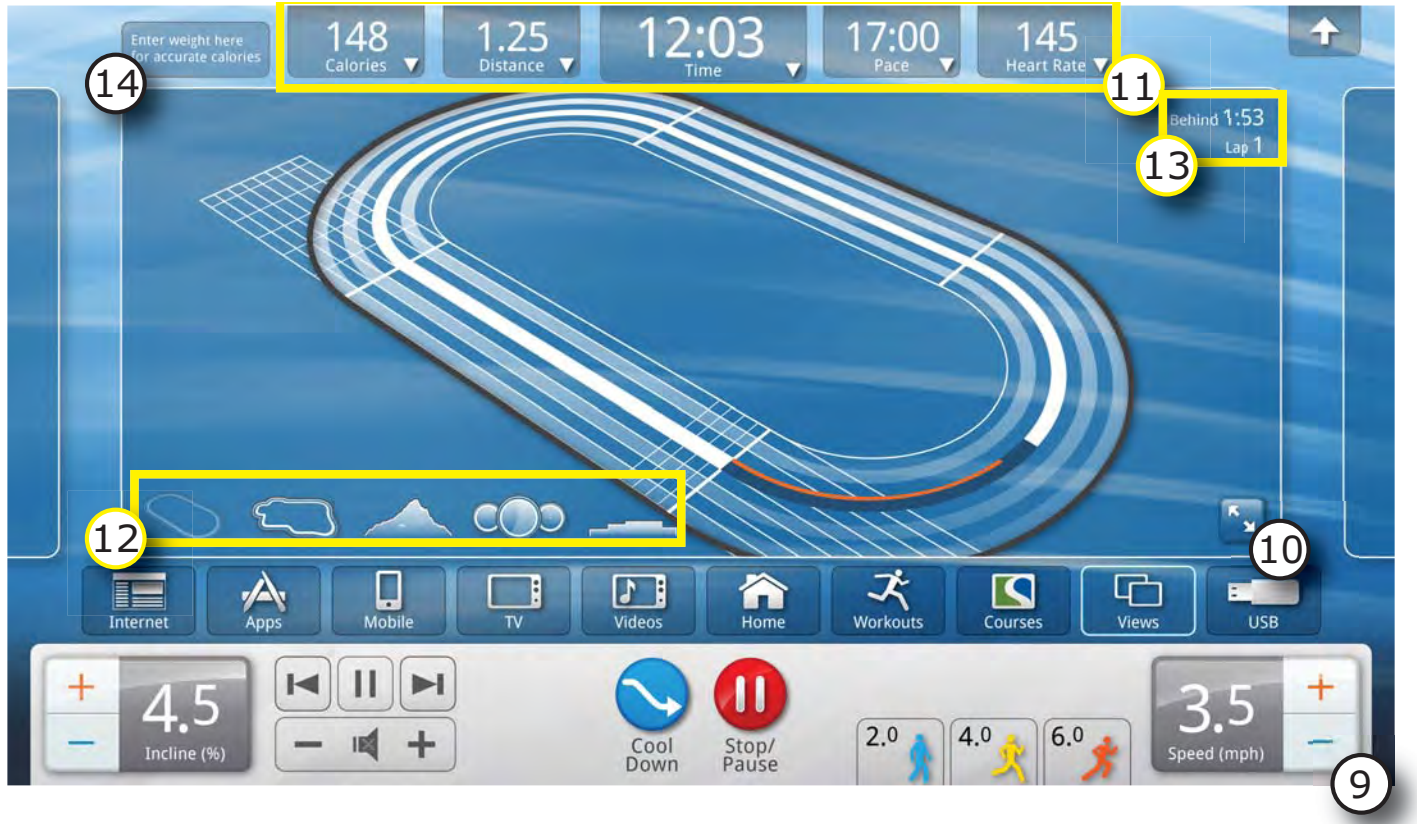 Enter weight here
for accurate calories
148
Calories
1.25
Distance
12:03
Time
17:00
Pace
145
Heart Rate
14
11
Behind 1:53
Lap 1
13
12
10
Internet
Apps
Mobile
TV
Videos
Home
Workouts
Courses
Views
USB
+
4.5
Incline (%)
−
− +
Cool
Down
Stop/
Pause
2.0
4.0
6.0
3.5
Speed (mph)
+
−
9